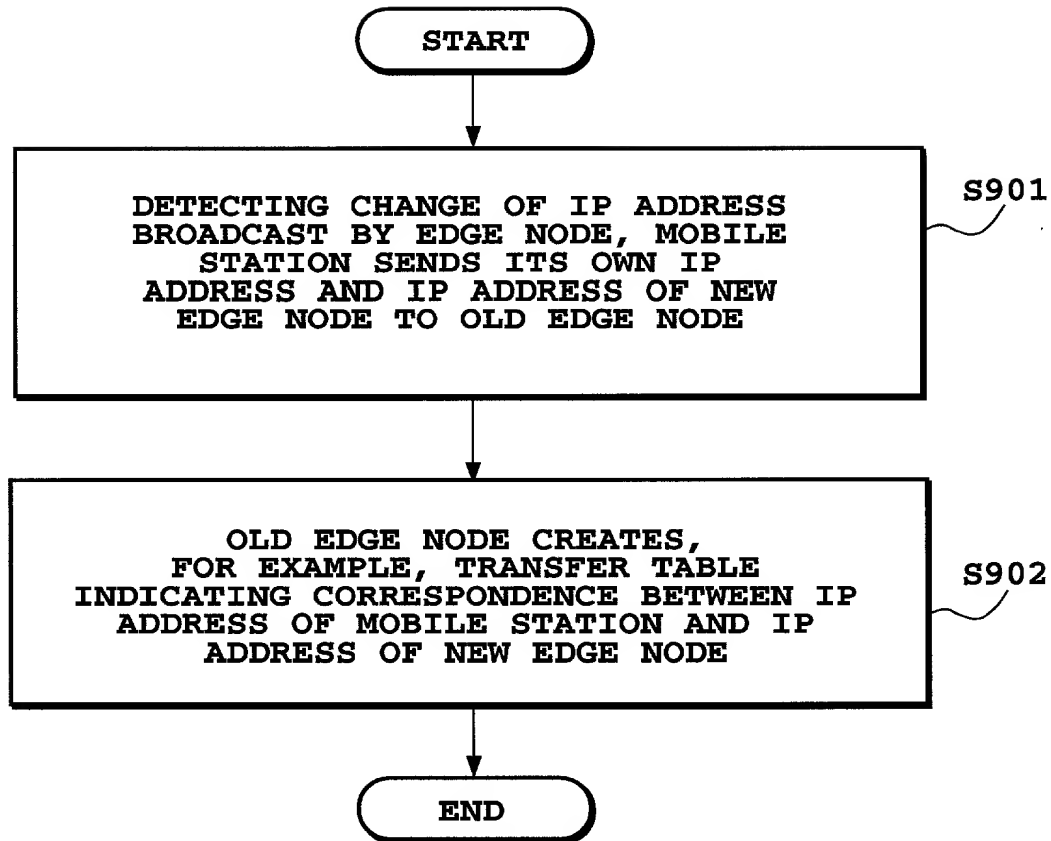 START
DETECTING CHANGE OF IP ADDRESS
BROADCAST BY EDGE NODE, MOBILE
STATION SENDS ITS OWN IP
ADDRESS AND IP ADDRESS OF NEW
EDGE NODE TO OLD EDGE NODE
S901
OLD EDGE NODE CREATES,
FOR EXAMPLE, TRANSFER TABLE
INDICATING CORRESPONDENCE BETWEEN IP
ADDRESS OF MOBILE STATION AND IP
ADDRESS OF NEW EDGE NODE
S902
END